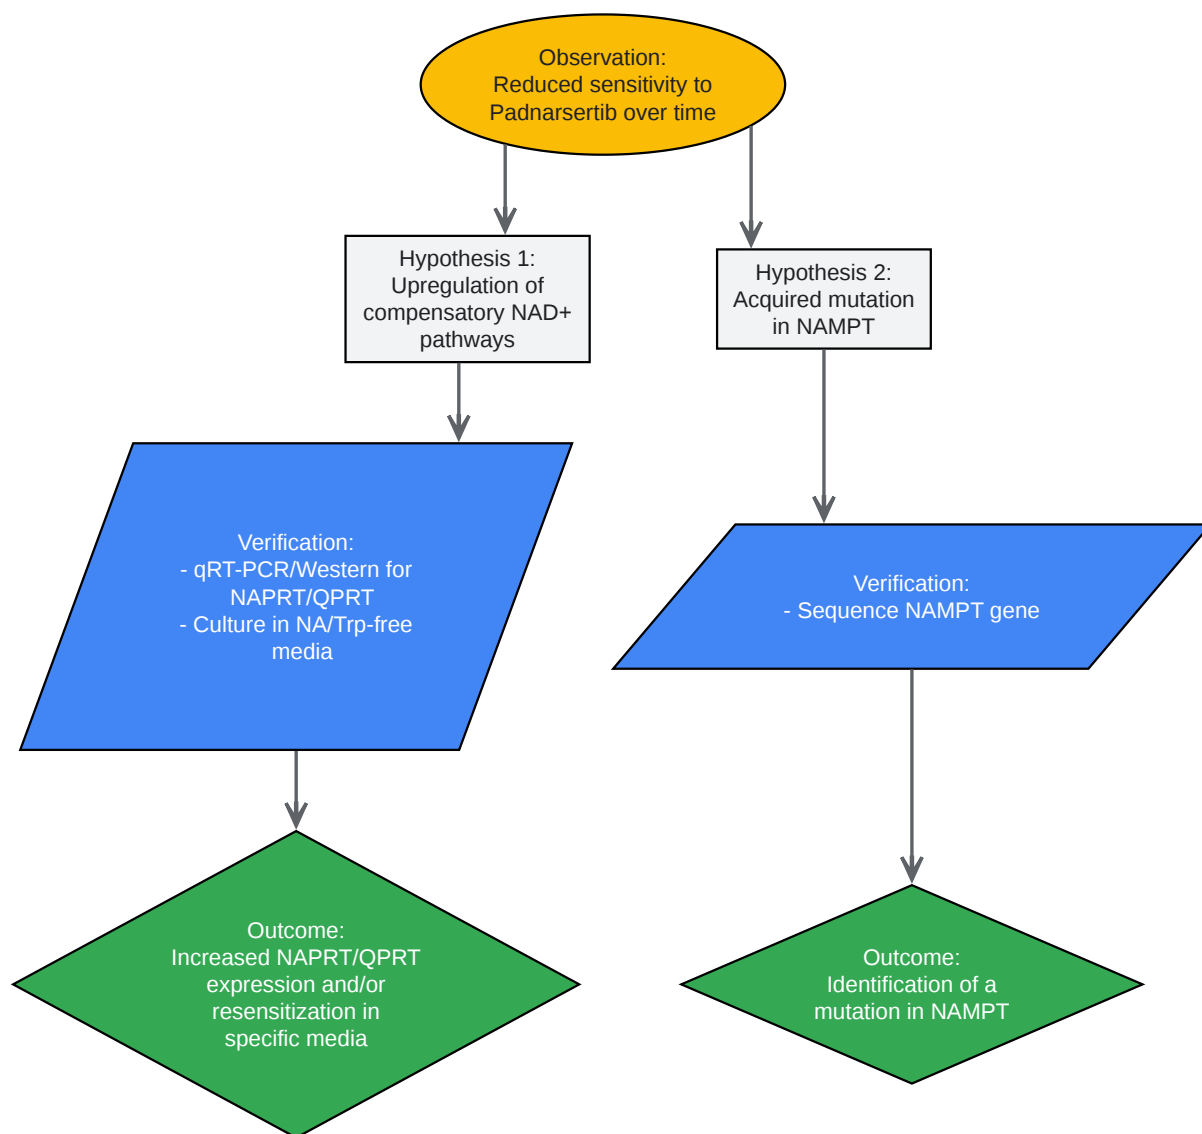 Observation:
Reduced sensitivity to
Padnarsertib over time
Hypothesis 1:
Upregulation of
compensatory NAD+
pathways
Hypothesis 2:
Acquired mutation
in NAMPT
Verification:
- qRT-PCR/Western for
NAPRT/QPRT
- Culture in NA/Trp-free
media
Verification:
- Sequence NAMPT gene
Outcome:
Increased NAPRT/QPRT
expression and/or
resensitization in
specific media
Outcome:
Identification of a
mutation in NAMPT